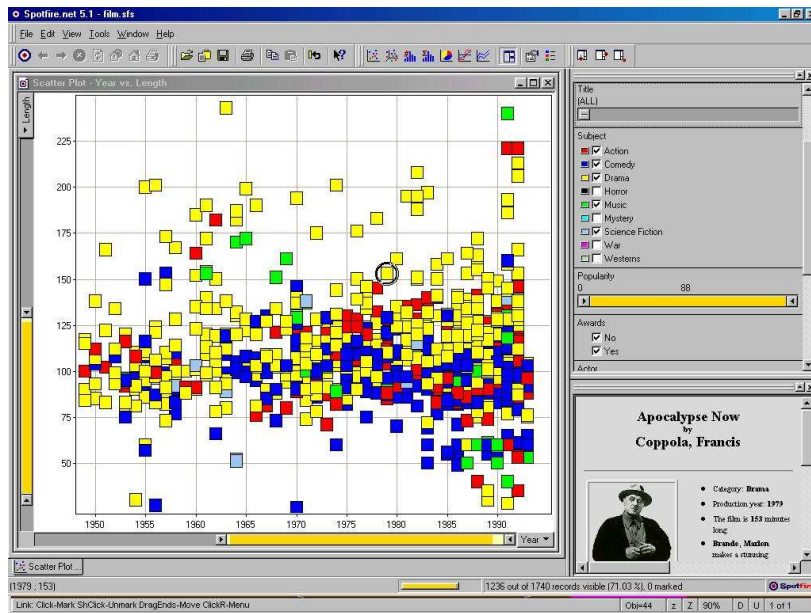 Spotfire.net 5.1 - film.sfs
File Edit View Tools Window Help
Scatter Plot - Year vs. Length
Length
225
200
175
150
125
100
75
50
1950 1955 1960 1965 1970 1975 1980 1985 1990
Year
Title
(ALL)
Subject
Action
Comedy
Drama
Horror
Music
Mystery
Science Fiction
War
Westerns
Popularity
0 88
Awards
No
Yes
Actor
Apocalypse Now
by
Coppola, Francis
Category: Drama
Production year: 1979
The film is 153 minutes
long
Brando, Marlon
makes a stunning
Scatter Plot ...
(1979 ; 153)
1236 out of 1740 records visible (71.03 %), 0 marked
Spotfire
Link: Click-Mark ShClick-Unmark DragEnds-Move ClickR-Menu
Obj=44 z Z 90% D U 1 of 1